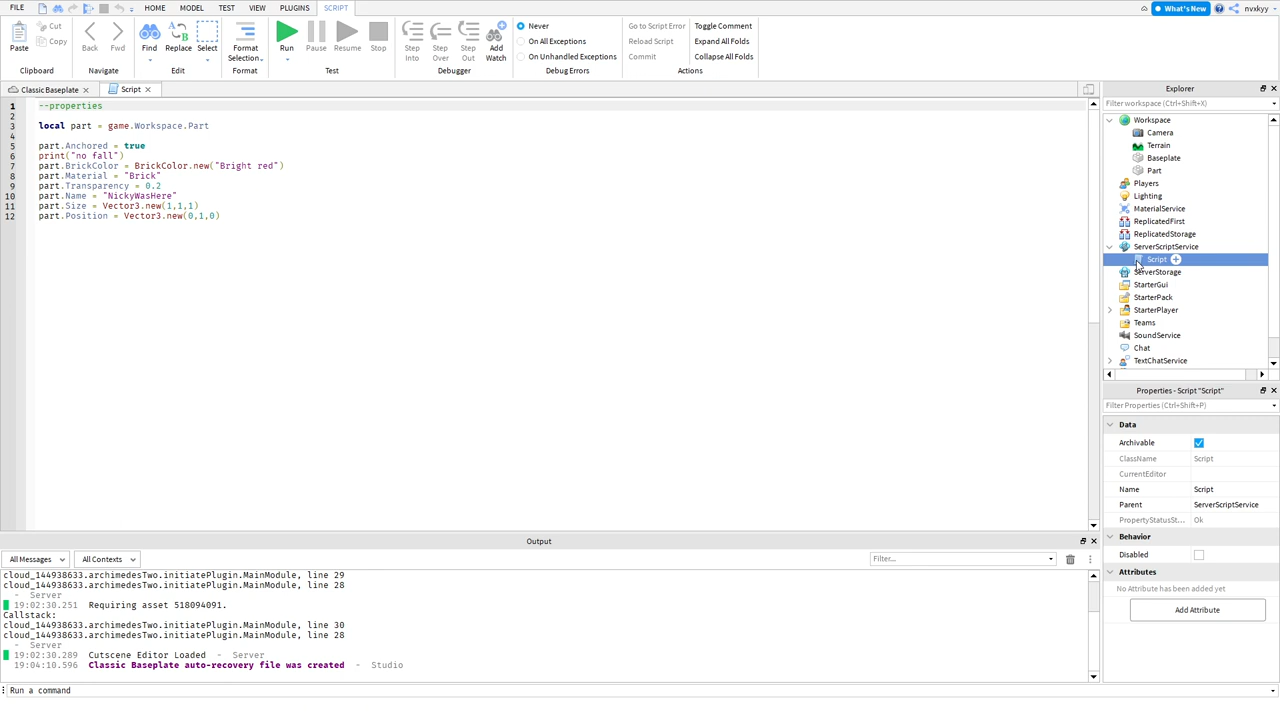 FILE HOME MODEL TEST VIEW PLUGINS SCRIPT What's New nvxkyy
Paste Cut Copy Clipboard
Back Fwd Navigate
Find Replace Select Edit
Format Selection Format
Run Pause Resume Stop Test
Step Into Step Over Step Out Add Watch Debugger
Never
On All Exceptions
On Unhandled Exceptions
Debug Errors
Go to Script Error
Reload Script
Commit
Toggle Comment
Expand All Folds
Collapse All Folds
Actions
Classic Baseplate Script
1 --properties
2
3 local part = game.Workspace.Part
4
5 part.Anchored = true
6 print("no fall")
7 part.BrickColor = BrickColor.new("Bright red")
8 part.Material = "Brick"
9 part.Transparency = 0.2
10 part.Name = "NickyWasHere"
11 part.Size = Vector3.new(1,1,1)
12 part.Position = Vector3.new(0,1,0)
Explorer
Filter workspace (Ctrl+Shift+X)
Workspace
Camera
Terrain
Baseplate
Part
Players
Lighting
MaterialService
ReplicatedFirst
ReplicatedStorage
ServerScriptService
Script
ServerStorage
StarterGui
StarterPack
StarterPlayer
Teams
SoundService
Chat
TextChatService
Properties - Script "Script"
Filter Properties (Ctrl+Shift+P)
Data
Archivable
ClassName Script
CurrentEditor
Name Script
Parent ServerScriptService
PropertyStatusSt... Ok
Behavior
Disabled
Attributes
No Attribute has been added yet
Add Attribute
Output
All Messages All Contexts Filter...
cloud_144938633.archimedesTwo.initiatePlugin.MainModule, line 29
cloud_144938633.archimedesTwo.initiatePlugin.MainModule, line 28
- Server
19:02:30.251 Requiring asset 518094091.
Callstack:
cloud_144938633.archimedesTwo.initiatePlugin.MainModule, line 30
cloud_144938633.archimedesTwo.initiatePlugin.MainModule, line 28
- Server
19:02:30.289 Cutscene Editor Loaded - Server
19:04:10.596 Classic Baseplate auto-recovery file was created - Studio
Run a command